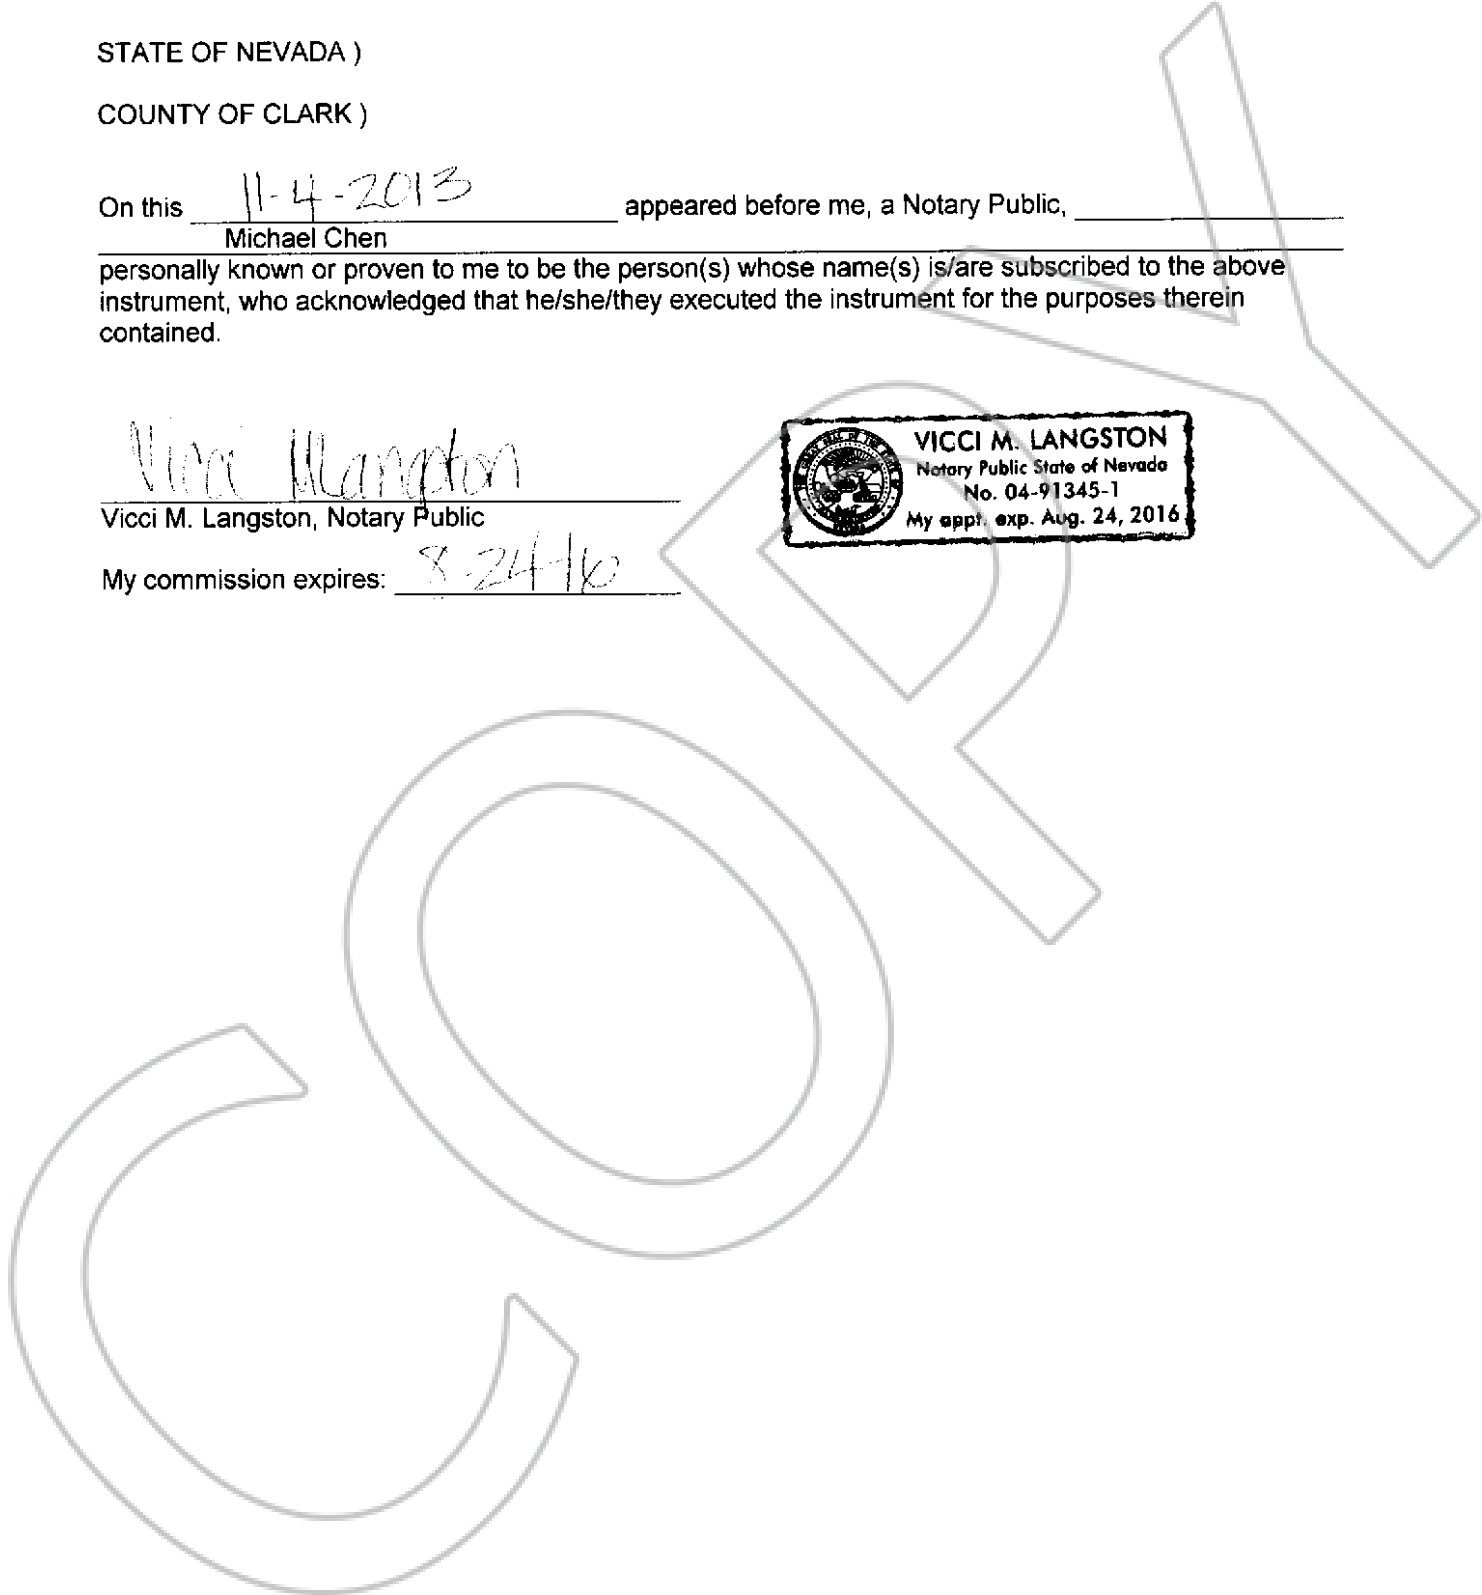 STATE OF NEVADA )
COUNTY OF CLARK )
On this 11-4-2013 appeared before me, a Notary Public,
Michael Chen
personally known or proven to me to be the person(s) whose name(s) is/are subscribed to the above
instrument, who acknowledged that he/she/they executed the instrument for the purposes therein
contained.
Vicci MLangston
Vicci M. Langston, Notary Public
My commission expires: 8-24-16
VICCI M. LANGSTON
Notary Public State of Nevada
No. 04-91345-1
My appt. exp. Aug. 24, 2016
COPY